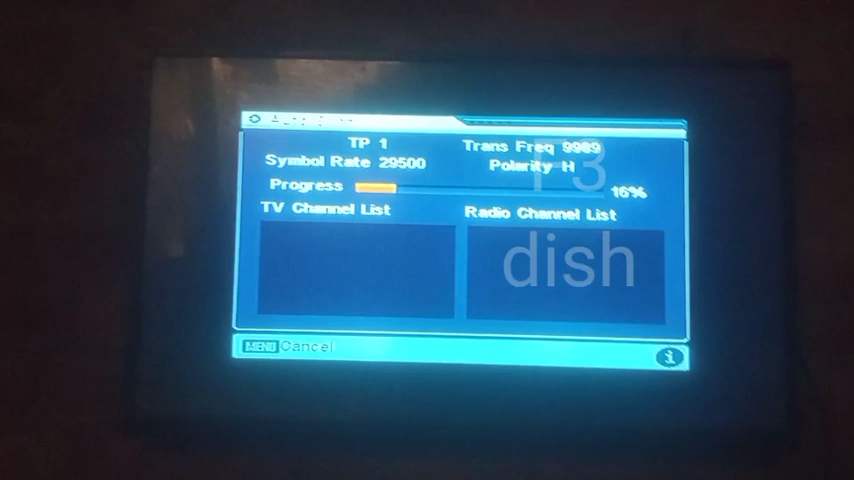 TP 1
Trans Freq 9989
Symbol Rate 29500
Polarity H
Progress
16%
TV Channel List
Radio Channel List
F3
dish
MENU Cancel
i